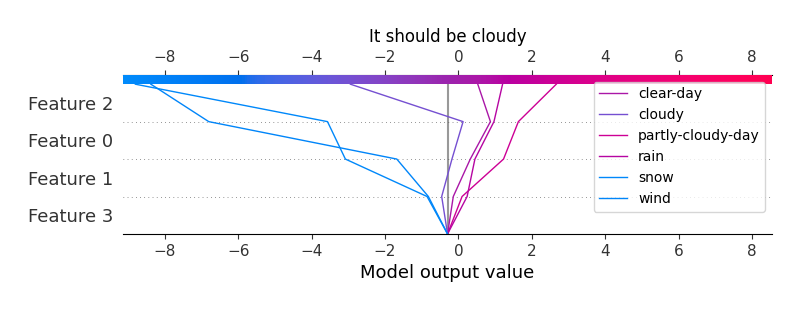 It should be cloudy
−8 −6 −4 −2 0 2 4 6 8
clear-day
cloudy
partly-cloudy-day
rain
snow
wind
Feature 2
Feature 0
Feature 1
Feature 3
−8 −6 −4 −2 0 2 4 6 8
Model output value